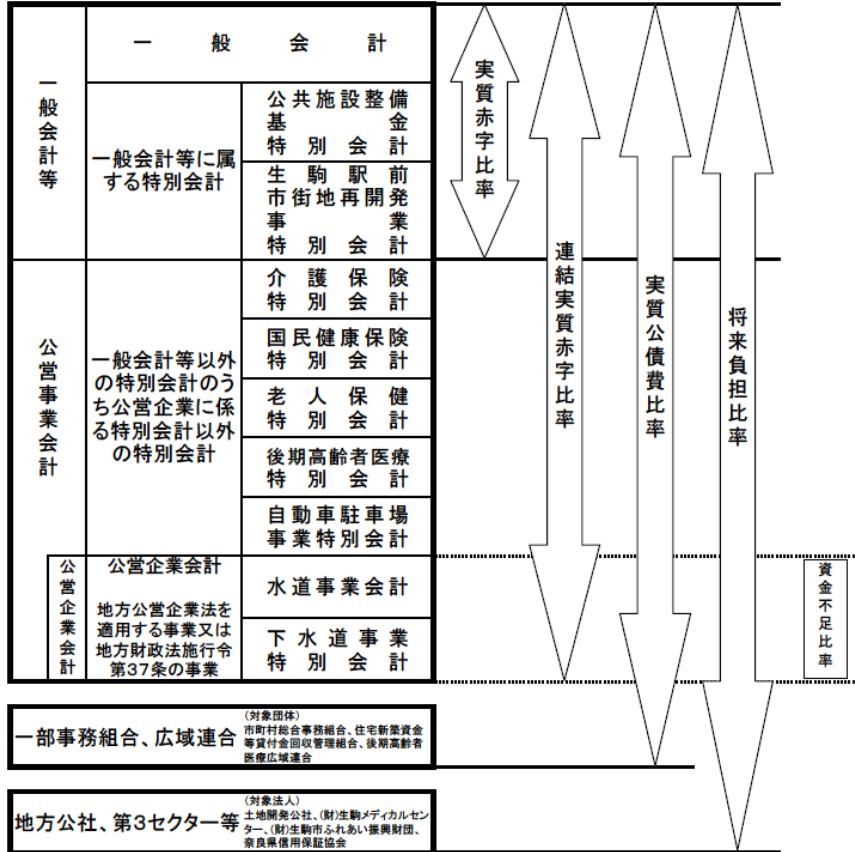 一般会計
一般会計等
一般会計等に属
する特別会計
公共施設整備
基金
特別会計
生駒駅前
市街地再開発
事業
特別会計
公営事業会計
一般会計等以外
の特別会計のう
ち公営企業に係
る特別会計以外
の特別会計
介護保険
特別会計
国民健康保険
特別会計
老人保健
特別会計
後期高齢者医療
特別会計
自動車駐車場
事業特別会計
公営企業会計
公営企業会計
地方公営企業法を
適用する事業又は
地方財政法施行令
第37条の事業
水道事業会計
下水道事業
特別会計
実質赤字比率
連結実質赤字比率
実質公債費比率
将来負担比率
資金不足比率
一部事務組合、広域連合
(対象団体)
市町村総合事務組合、住宅新築資金
等貸付金回収管理組合、後期高齢者
医療広域連合
地方公社、第3セクター等
(対象法人)
土地開発公社、(財)生駒メディカルセン
ター、(財)生駒市ふれあい振興財団、
奈良県信用保証協会